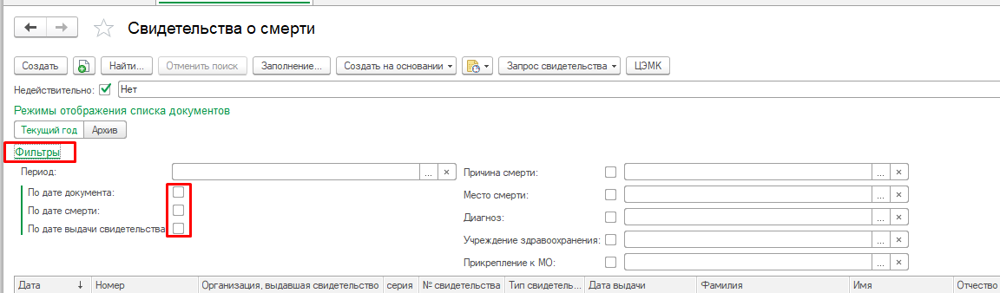 Свидетельства о смерти
Создать Найти... Отменить поиск Заполнение... Создать на основании Запрос свидетельства ЦЭМК
Недействительно: Нет
Режимы отображения списка документов
Текущий год Архив
Фильтры
Период: ...
По дате документа:
По дате смерти:
По дате выдачи свидетельства
Причина смерти: ...
Место смерти: ...
Диагноз: ...
Учреждение здравоохранения: ...
Прикрепление к МО: ...
Дата Номер Организация, выдавшая свидетельство серия № свидетельства Тип свидетель... Дата выдачи Фамилия Имя Отчество